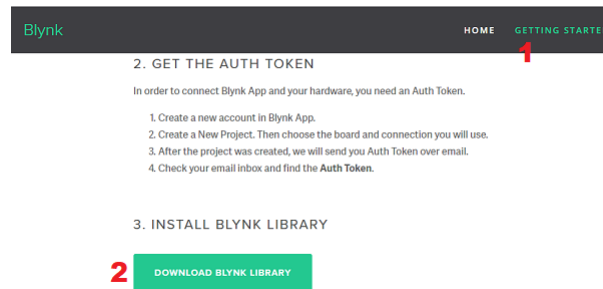 Blynk HOME GETTING STARTE
1
2. GET THE AUTH TOKEN
In order to connect Blynk App and your hardware, you need an Auth Token.
1. Create a new account in Blynk App.
2. Create a New Project. Then choose the board and connection you will use.
3. After the project was created, we will send you Auth Token over email.
4. Check your email inbox and find the Auth Token.
3. INSTALL BLYNK LIBRARY
2 DOWNLOAD BLYNK LIBRARY